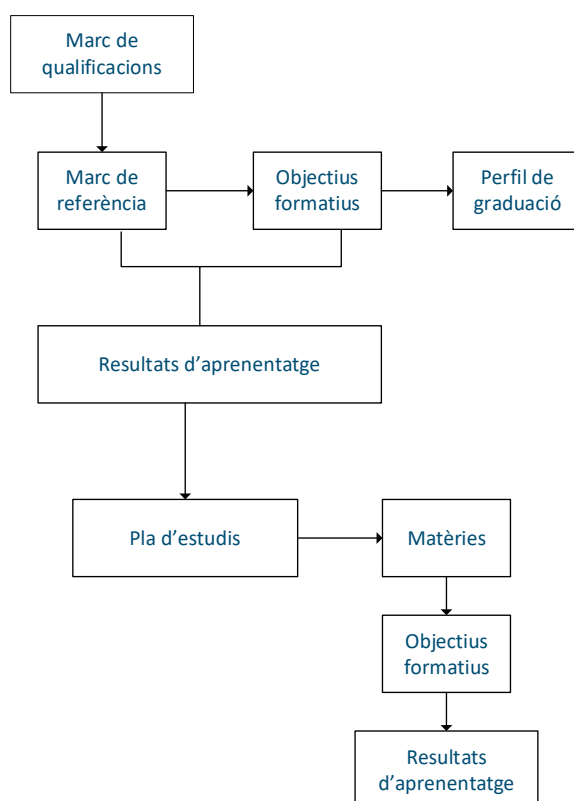 Marc de
qualificacions
Marc de
referència
Objectius
formatius
Perfil de
graduació
Resultats d'aprenentatge
Pla d'estudis
Matèries
Objectius
formatius
Resultats
d'aprenentatge